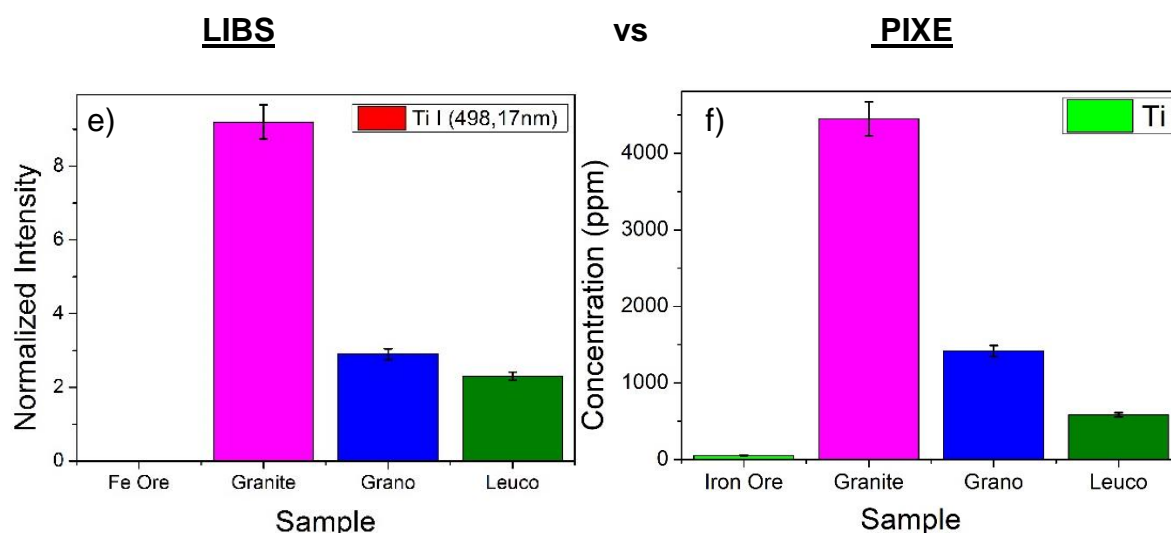 LIBS vs PIXE
e)
Ti I (498,17nm)
Normalized Intensity
8
6
4
2
0
Fe Ore Granite Grano Leuco
Sample
f)
Ti
Concentration (ppm)
4000
3000
2000
1000
0
Iron Ore Granite Grano Leuco
Sample